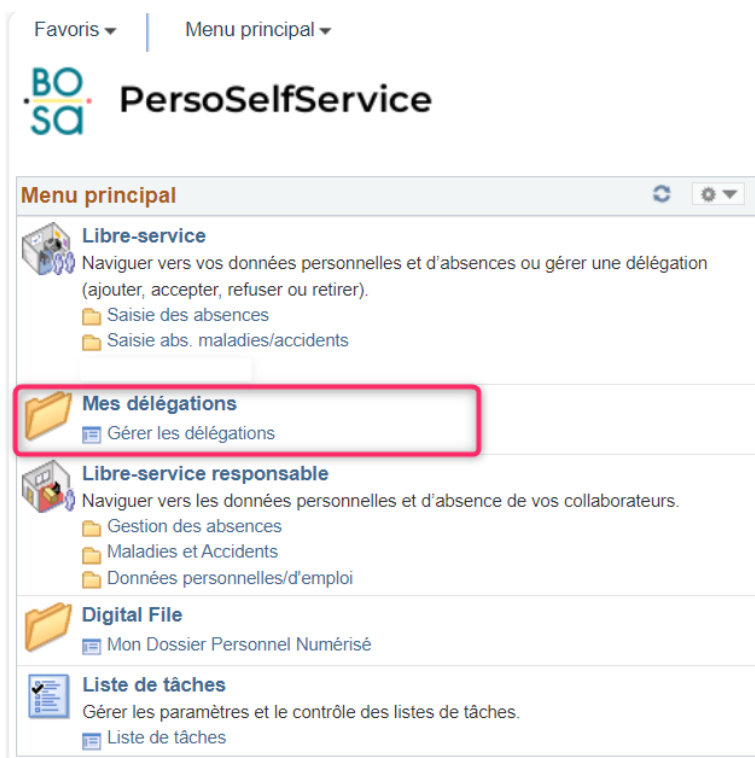 Favoris
Menu principal
BO
SA
PersoSelfService
Menu principal
Libre-service
Naviguer vers vos données personnelles et d'absences ou gérer une délégation
(ajouter, accepter, refuser ou retirer).
Saisie des absences
Saisie abs. maladies/accidents
Mes délégations
Gérer les délégations
Libre-service responsable
Naviguer vers les données personnelles et d'absence de vos collaborateurs.
Gestion des absences
Maladies et Accidents
Données personnelles/d'emploi
Digital File
Mon Dossier Personnel Numérisé
Liste de tâches
Gérer les paramètres et le contrôle des listes de tâches.
Liste de tâches